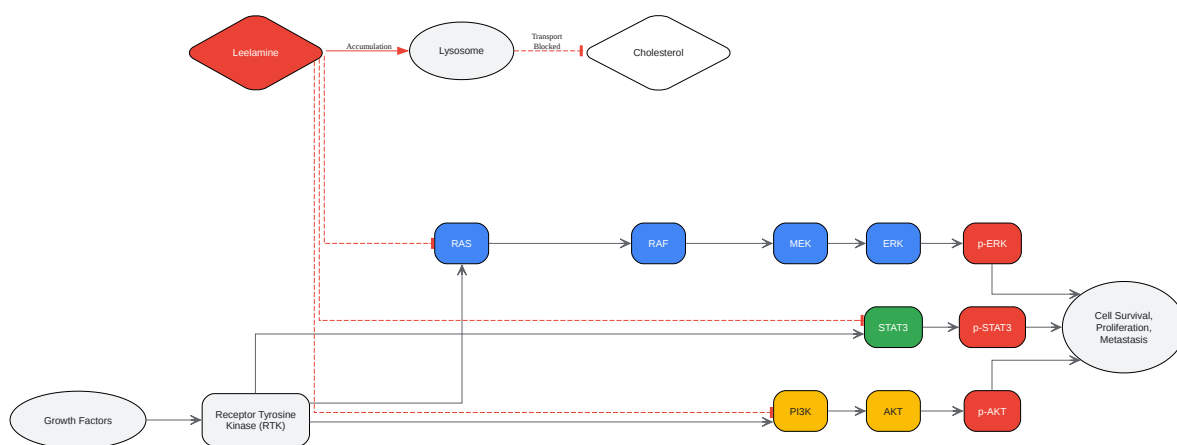 Leelamine
Accumulation
Lysosome
Transport
Blocked
Cholesterol
RAS
RAF
MEK
ERK
p-ERK
STAT3
p-STAT3
Cell Survival,
Proliferation,
Metastasis
Growth Factors
Receptor Tyrosine
Kinase (RTK)
PI3K
AKT
p-AKT